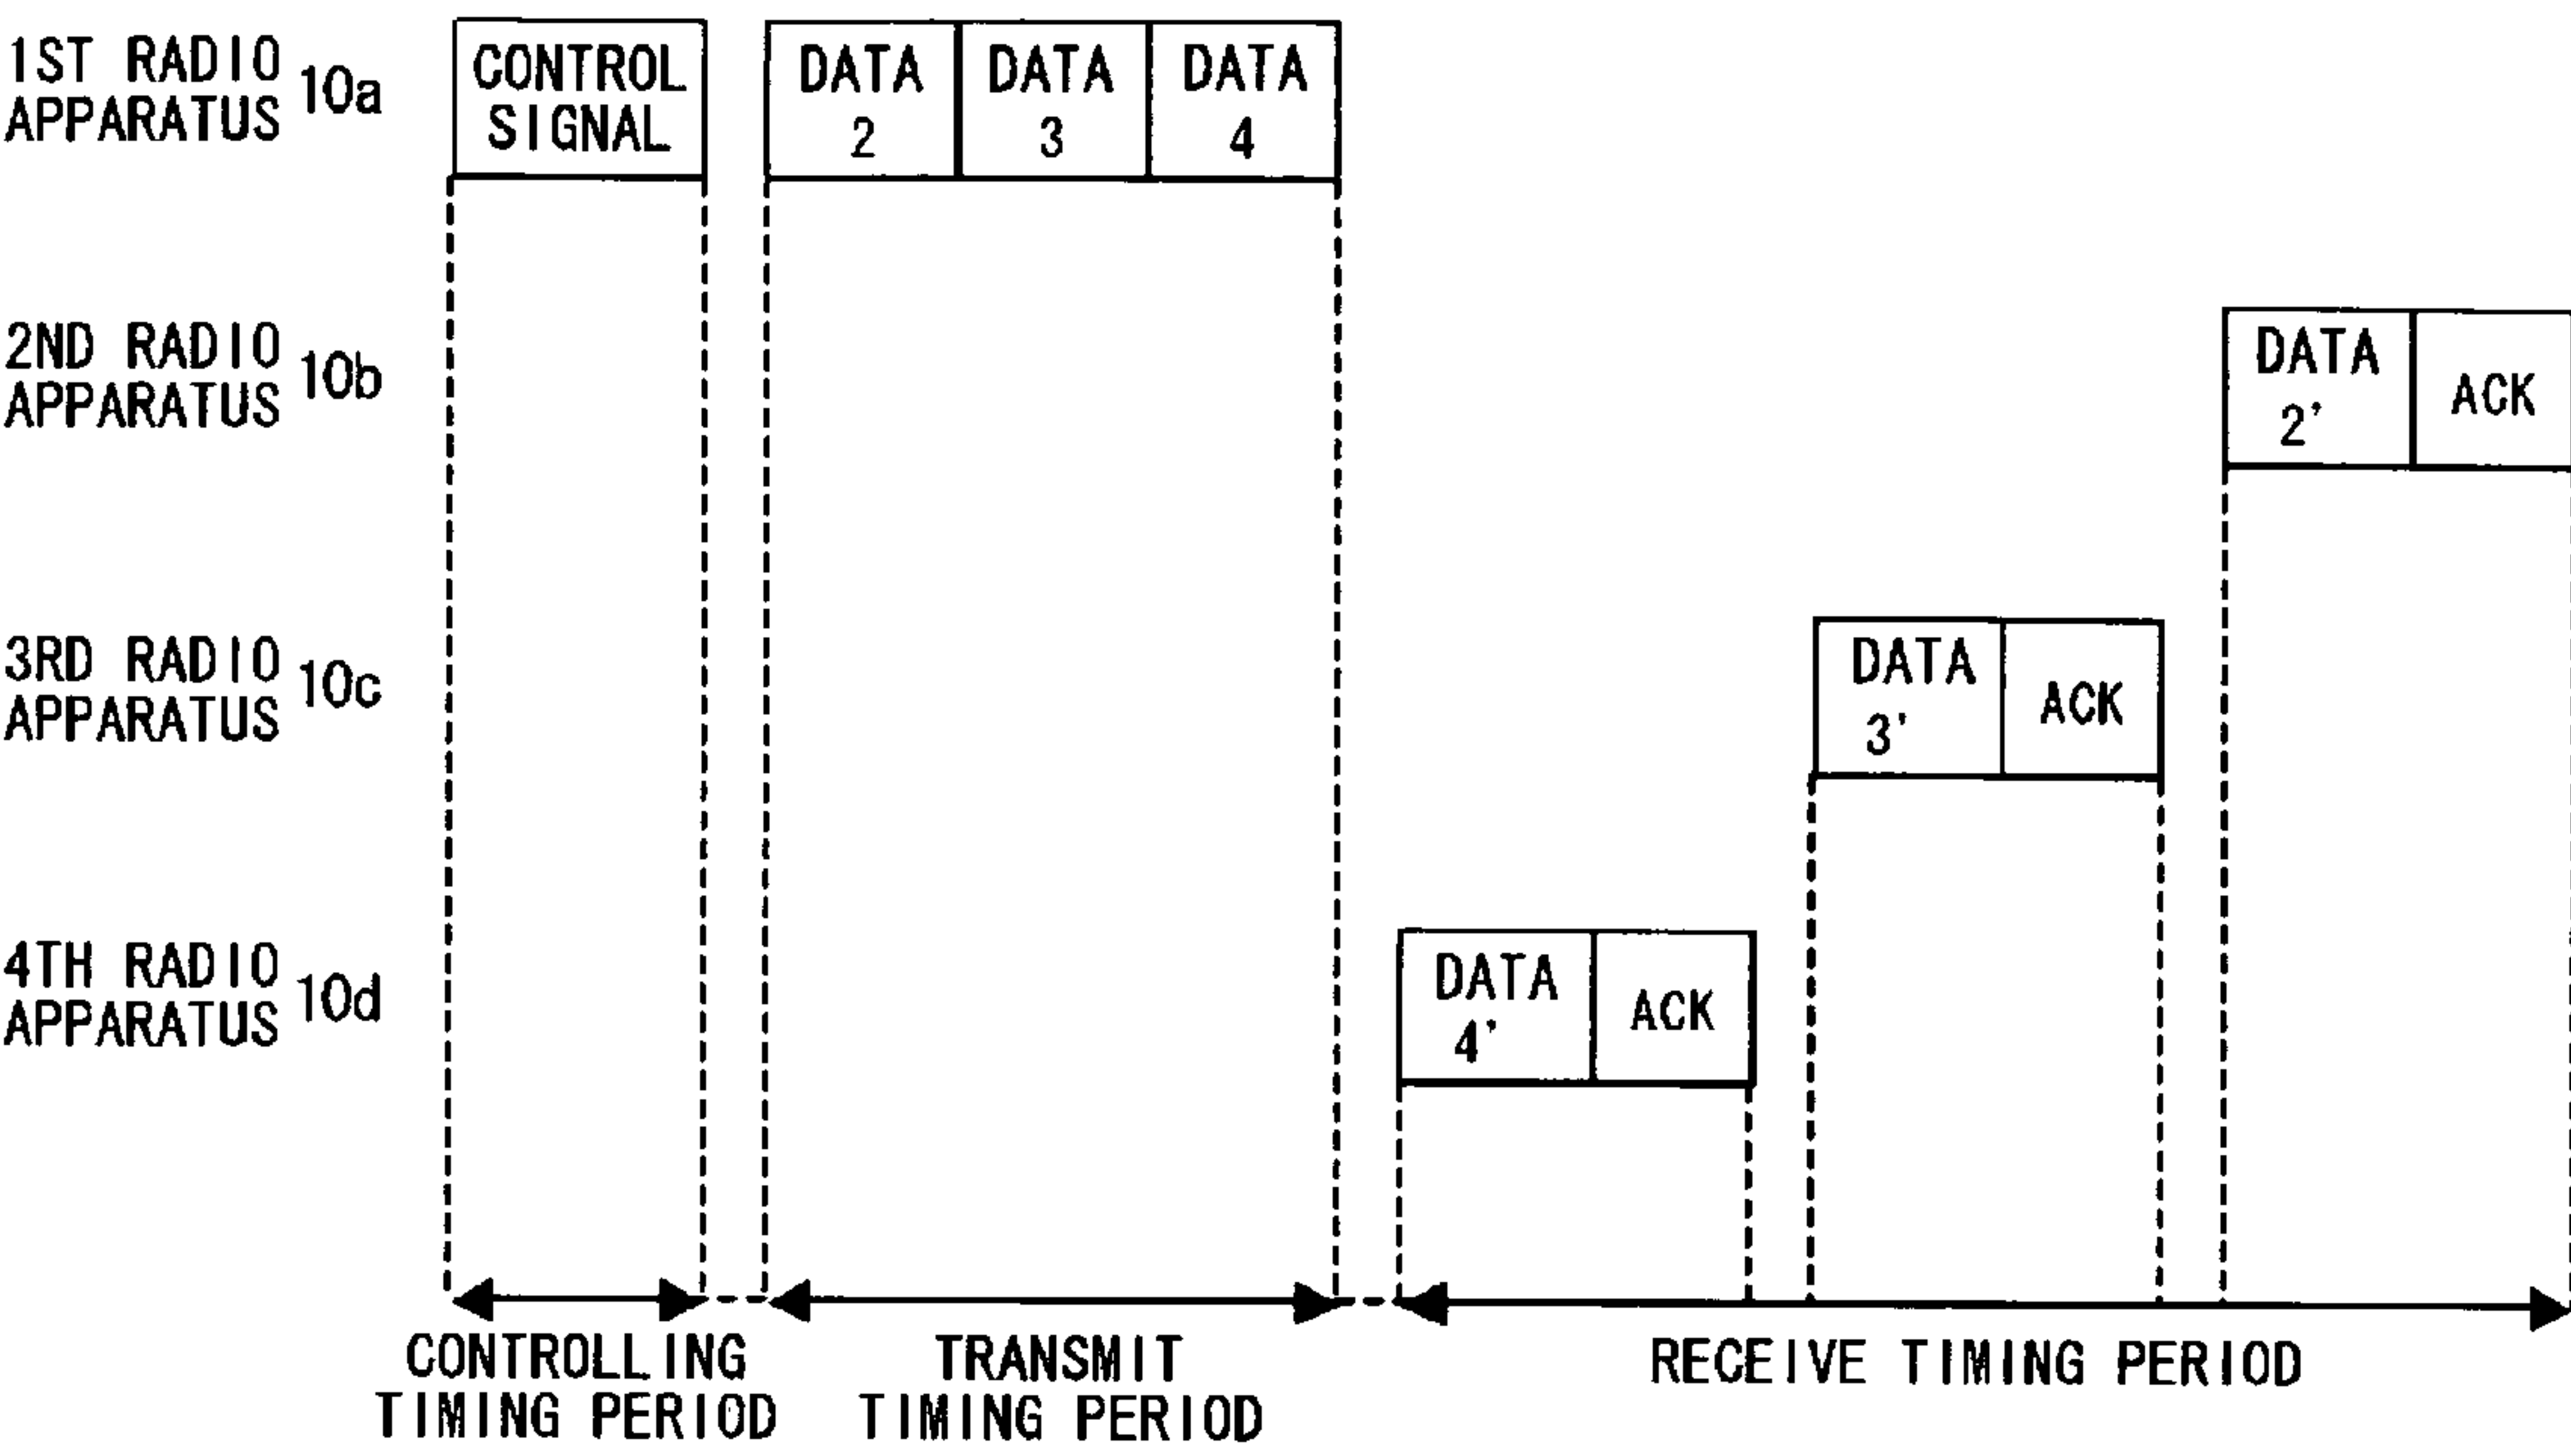 1ST RADIO
APPARATUS 10a
CONTROL
SIGNAL
DATA
2
DATA
3
DATA
4
2ND RADIO
APPARATUS 10b
DATA
2'
ACK
3RD RADIO
APPARATUS 10c
DATA
3'
ACK
4TH RADIO
APPARATUS 10d
DATA
4'
ACK
CONTROLLING
TIMING PERIOD
TRANSMIT
TIMING PERIOD
RECEIVE TIMING PERIOD